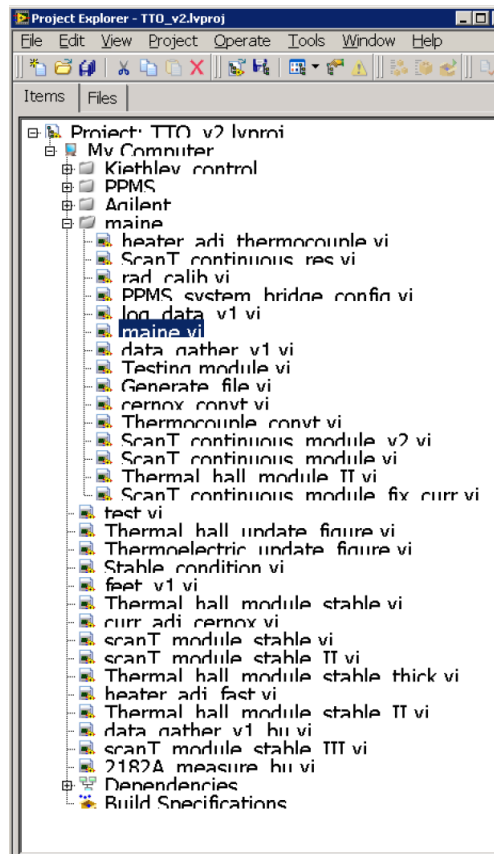 Project Explorer - TTO_v2.lvproj
File Edit View Project Operate Tools Window Help
Items Files
Project: TTO_v2.lvproj
My Computer
Kiethley_control
PPMS
Agilent
maine
heater_adj_thermocouple.vi
ScanT_continuous_res.vi
rad_calib.vi
PPMS_system_bridge_config.vi
log_data_v1.vi
maine.vi
data_gather_v1.vi
Testing module.vi
Generate_file.vi
cernox_convt.vi
Thermocouple_convt.vi
ScanT_continuous_module_v2.vi
ScanT_continuous_module.vi
Thermal_hall_module_II.vi
ScanT_continuous_module_fix_curr.vi
test.vi
Thermal_hall_update_figure.vi
Thermoelectric_update_figure.vi
Stable_condition.vi
feet_v1.vi
Thermal_hall_module_stable.vi
curr_adj_cernox.vi
scanT_module_stable.vi
scanT_module_stable_II.vi
Thermal_hall_module_stable_thick.vi
heater_adj_fast.vi
Thermal_hall_module_stable_II.vi
data_gather_v1_hu.vi
scanT_module_stable_III.vi
2182A_measure_hu.vi
Dependencies
Build Specifications